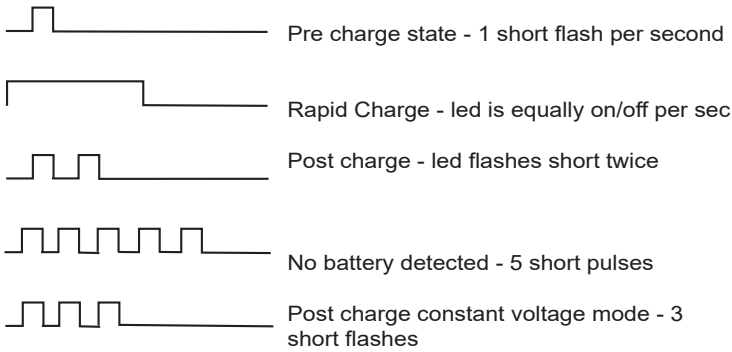 Pre charge state - 1 short flash per second
Rapid Charge - led is equally on/off per sec
Post charge - led flashes short twice
No battery detected - 5 short pulses
Post charge constant voltage mode - 3
short flashes